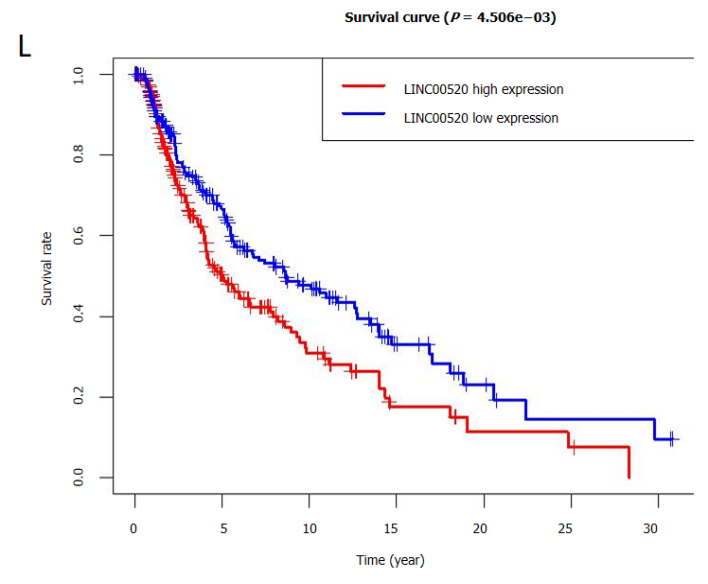 Survival curve (P = 4.506e−03)
L
LINC00520 high expression
LINC00520 low expression
Survival rate
1.0
0.8
0.6
0.4
0.2
0.0
0 5 10 15 20 25 30
Time (year)